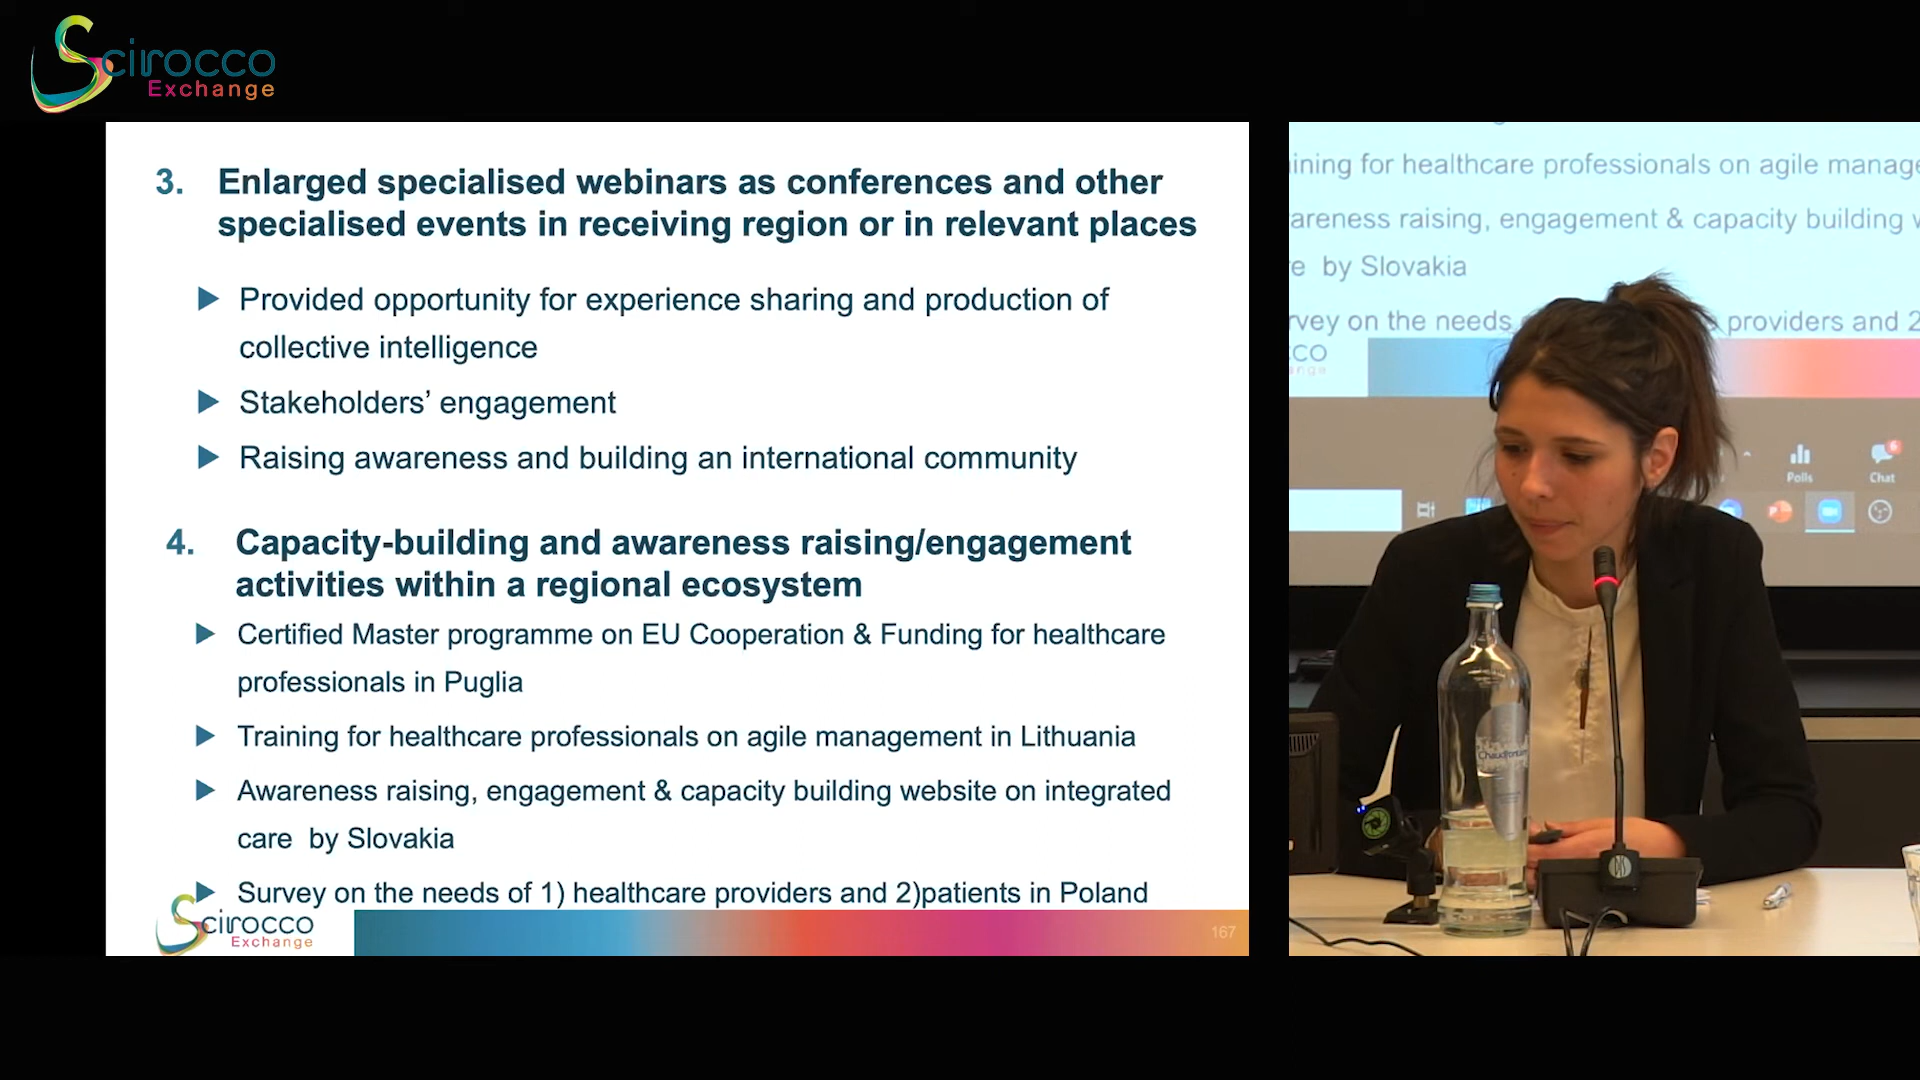 Scirocco
Exchange
3. Enlarged specialised webinars as conferences and other
specialised events in receiving region or in relevant places
Provided opportunity for experience sharing and production of
collective intelligence
Stakeholders’ engagement
Raising awareness and building an international community
4. Capacity-building and awareness raising/engagement
activities within a regional ecosystem
Certified Master programme on EU Cooperation & Funding for healthcare
professionals in Puglia
Training for healthcare professionals on agile management in Lithuania
Awareness raising, engagement & capacity building website on integrated
care by Slovakia
Survey on the needs of 1) healthcare providers and 2)patients in Poland
Scirocco
Exchange
167
ining for healthcare professionals on agile manage
areness raising, engagement & capacity building w
e by Slovakia
rvey on the needs providers and 2
CO
ange
Polls
Chat
6